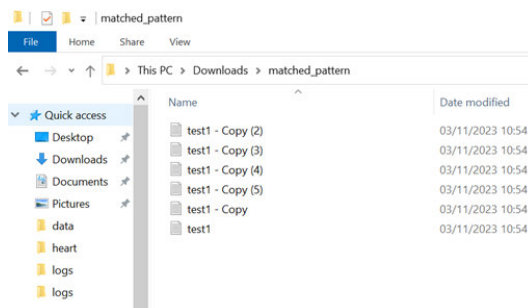 matched_pattern
File Home Share View
This PC > Downloads > matched_pattern
Name Date modified
Quick access
Desktop
Downloads
Documents
Pictures
data
heart
logs
logs
test1 - Copy (2) 03/11/2023 10:54
test1 - Copy (3) 03/11/2023 10:54
test1 - Copy (4) 03/11/2023 10:54
test1 - Copy (5) 03/11/2023 10:54
test1 - Copy 03/11/2023 10:54
test1 03/11/2023 10:54